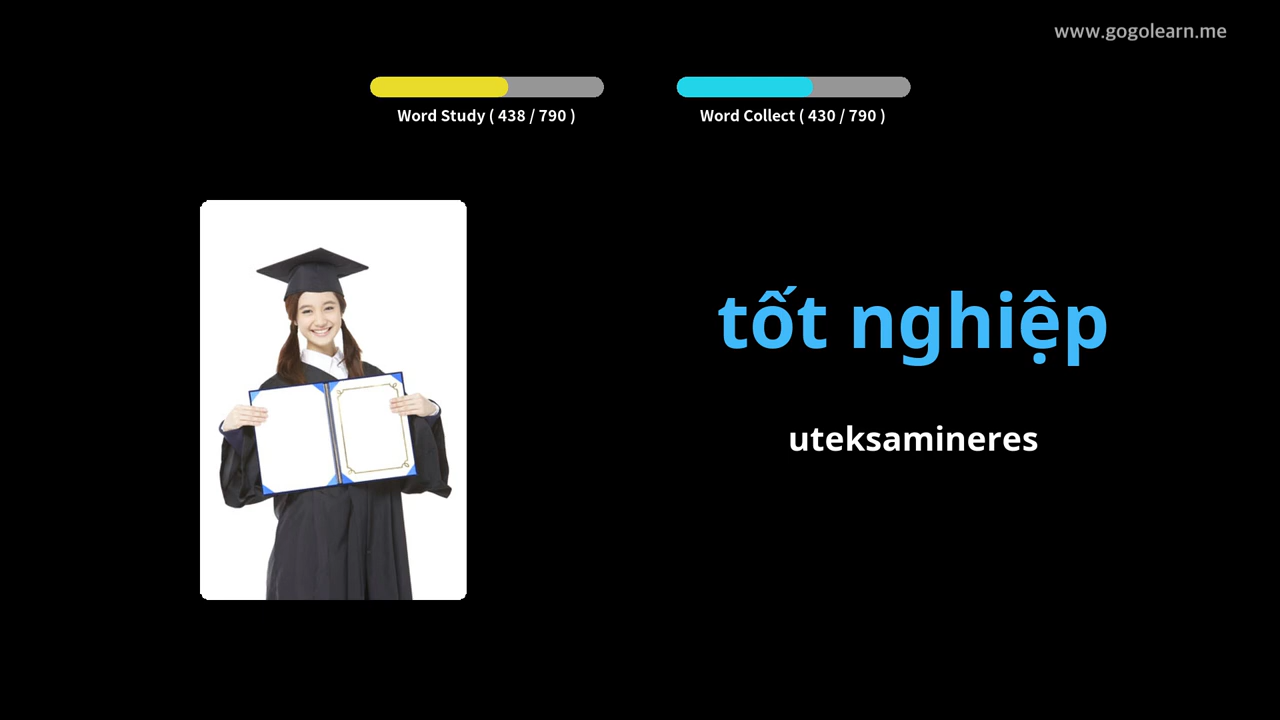 www.gogolearn.me
Word Study ( 438 / 790 )
Word Collect ( 430 / 790 )
tốt nghiệp
uteksamineres